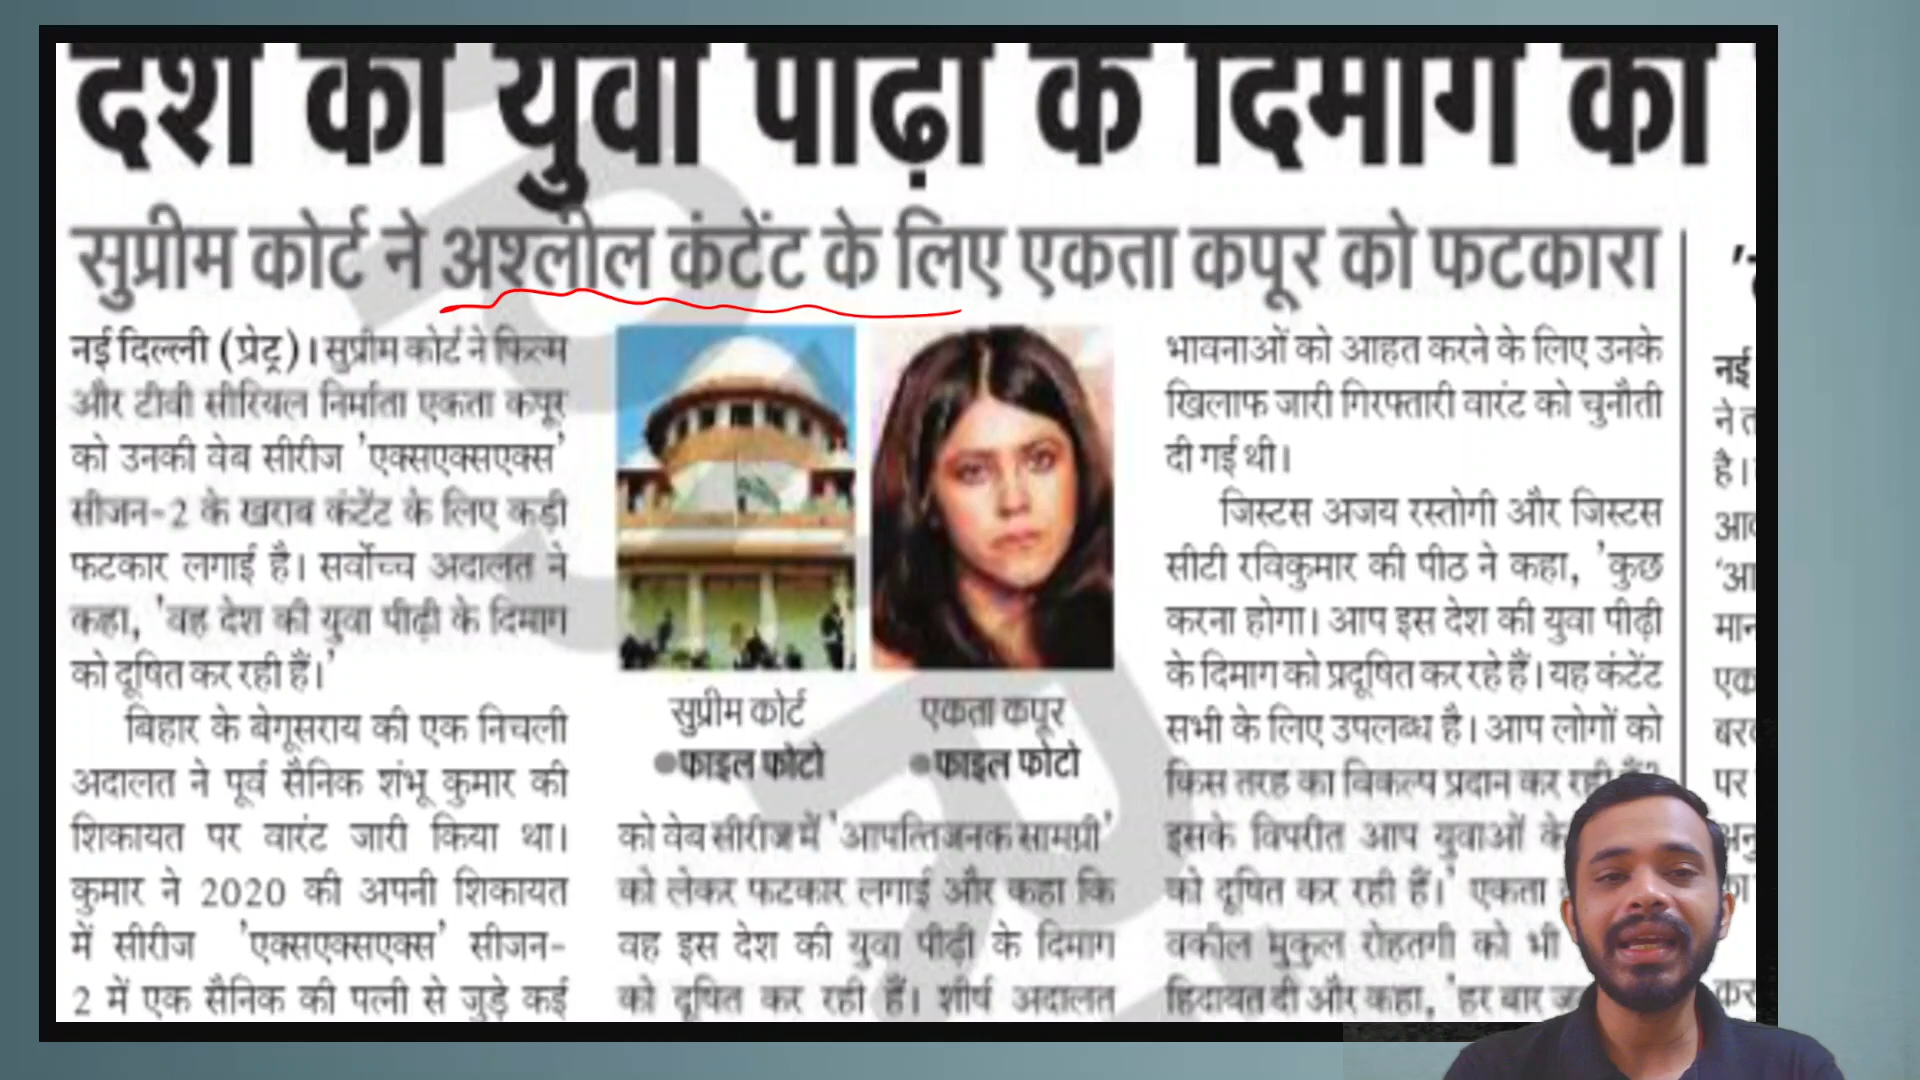 देश की युवा पीढ़ी के दिमाग को
सुप्रीम कोर्ट ने अश्लील कंटेंट के लिए एकता कपूर को फटकारा
नई दिल्ली (प्रेट्र)। सुप्रीम कोर्ट ने फिल्म
और टीवी सीरियल निर्माता एकता कपूर
को उनकी वेब सीरीज 'एक्सएक्सएक्स'
सीजन-2 के खराब कंटेंट के लिए कड़ी
फटकार लगाई है। सर्वोच्च अदालत ने
कहा, 'वह देश की युवा पीढ़ी के दिमाग
को दूषित कर रही हैं।'
बिहार के बेगूसराय की एक निचली
अदालत ने पूर्व सैनिक शंभू कुमार की
शिकायत पर वारंट जारी किया था।
कुमार ने 2020 की अपनी शिकायत
में सीरीज 'एक्सएक्सएक्स' सीजन-
2 में एक सैनिक की पत्नी से जुड़े कई
सुप्रीम कोर्ट
●फाइल फोटो
एकता कपूर
●फाइल फोटो
को वेब सीरीज में 'आपत्तिजनक सामग्री'
को लेकर फटकार लगाई और कहा कि
वह इस देश की युवा पीढ़ी के दिमाग
को दूषित कर रही हैं। शीर्ष अदालत
भावनाओं को आहत करने के लिए उनके
खिलाफ जारी गिरफ्तारी वारंट को चुनौती
दी गई थी।
जिस्टस अजय रस्तोगी और जिस्टस
सीटी रविकुमार की पीठ ने कहा, 'कुछ
करना होगा। आप इस देश की युवा पीढ़ी
के दिमाग को प्रदूषित कर रहे हैं। यह कंटेंट
सभी के लिए उपलब्ध है। आप लोगों को
किस तरह का विकल्प प्रदान कर रही हैं?
इसके विपरीत आप युवाओं के
को दूषित कर रही हैं।' एकता
वकील मुकुल रोहतगी को भी
हिदायत दी और कहा, 'हर बार
नई
ने
है।
पर